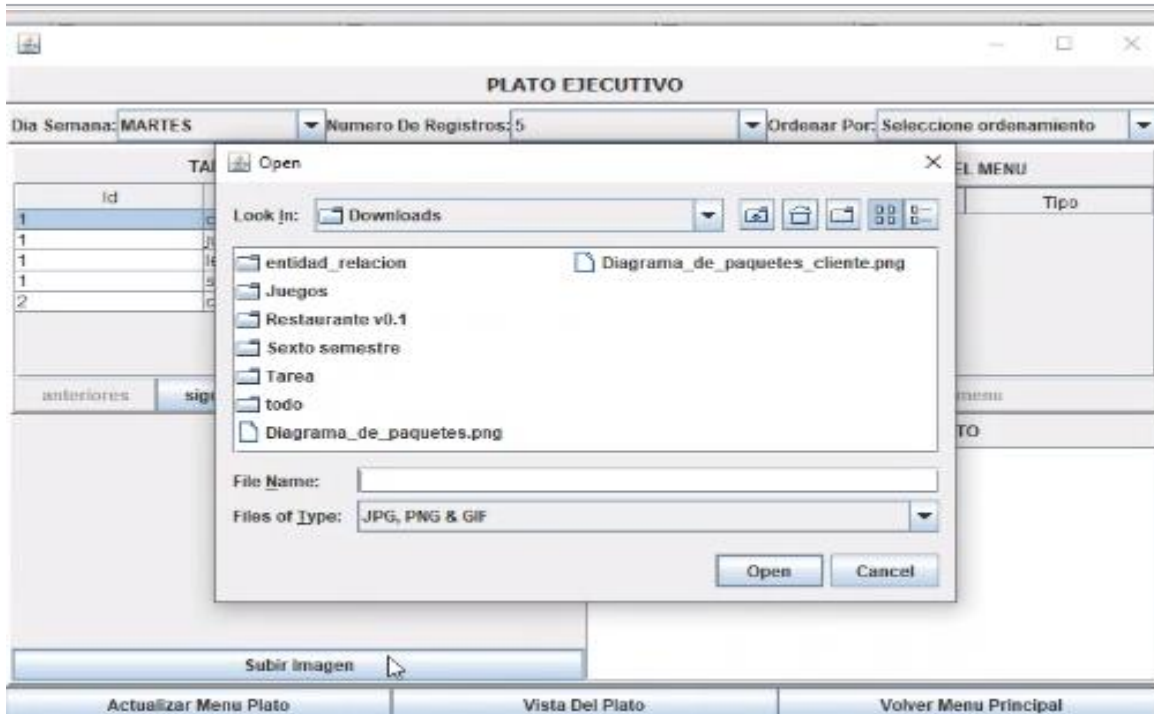 PLATO EJECUTIVO
Dia Semana: MARTES Numero De Registros: 5 Ordenar Por: Seleccione ordenamiento
Open
EL MENU
Id Tipo
Look In: Downloads
1
1
1
1
2
entidad_relacion Diagrama_de_paquetes_cliente.png
Juegos
Restaurante v0.1
Sexto semestre
Tarea
todo
Diagrama_de_paquetes.png
anteriores
File Name:
Files of Type: JPG, PNG & GIF
Open Cancel
Subir Imagen
Actualizar Menu Plato Vista Del Plato Volver Menu Principal